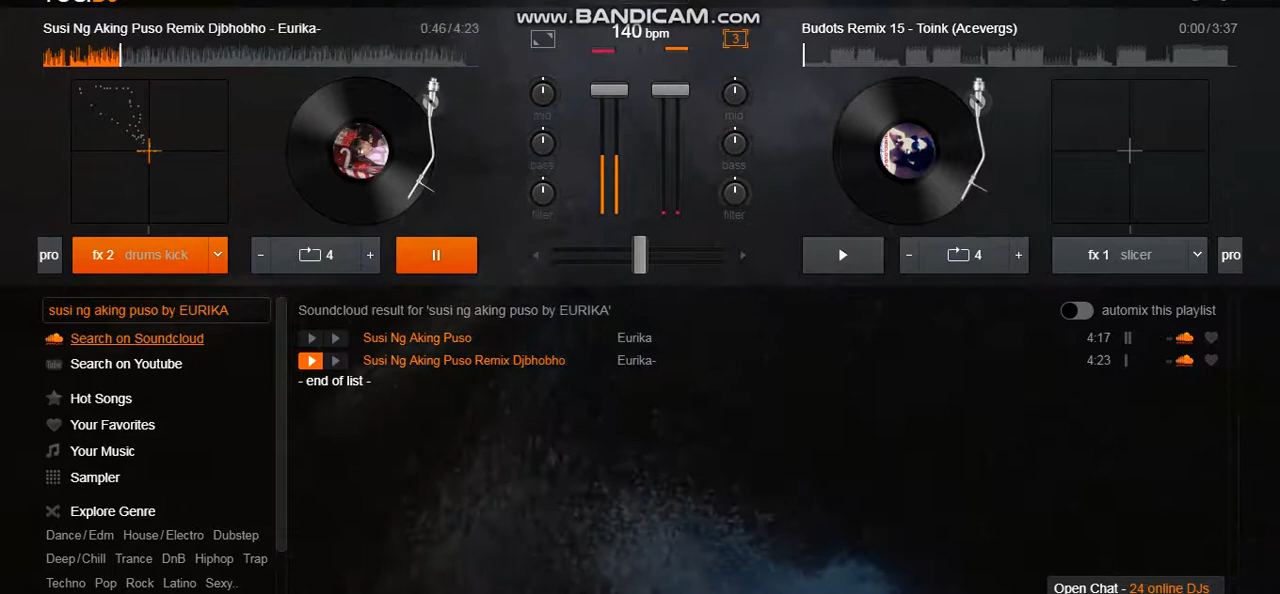 www.BANDICAM.com
Susi Ng Aking Puso Remix Djbhobho - Eurika- 0:46/4:23
140 bpm
3
Budots Remix 15 - Toink (Acevergs) 0:00/3:37
mid
bass
filter
mid
bass
filter
pro fx 2 drums kick - 4 +
- 4 + fx 1 slicer pro
susi ng aking puso by EURIKA
Search on Soundcloud
Search on Youtube
Hot Songs
Your Favorites
Your Music
Sampler
Explore Genre
Dance/Edm House/Electro Dubstep
Deep/Chill Trance DnB Hiphop Trap
Techno Pop Rock Latino Sexy..
Soundcloud result for 'susi ng aking puso by EURIKA'
automix this playlist
Susi Ng Aking Puso Eurika 4:17
Susi Ng Aking Puso Remix Djbhobho Eurika- 4:23
- end of list -
Open Chat - 24 online DJs